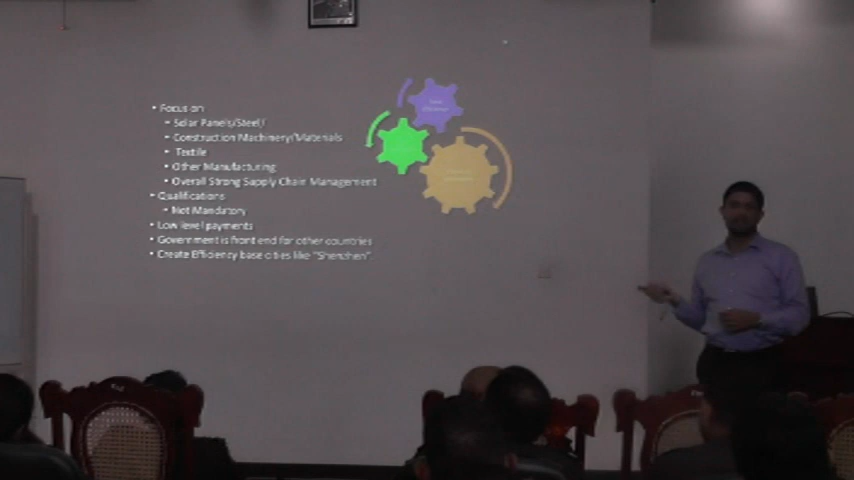 • Focus on
• Solar Panels/Steel/
• Construction Machinery/Materials
• Textile
• Other Manufacturing
• Overall Strong Supply Chain Management
• Qualifications
• Not Mandatory
• Low level payments
• Government is front end for other countries
• Create Efficiency base cities like "Shenzhen"